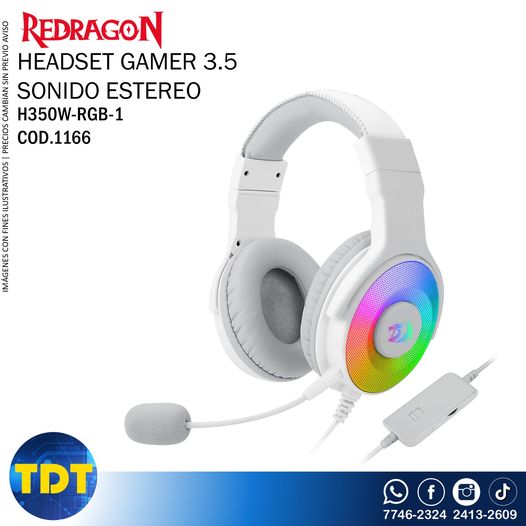 REDRAGON
HEADSET GAMER 3.5
SONIDO ESTEREO
H350W-RGB-1
COD.1166
IMÁGENES CON FINES ILUSTRATIVOS | PRECIOS CAMBIAN SIN PREVIO AVISO
TDT
7746-2324 2413-2609